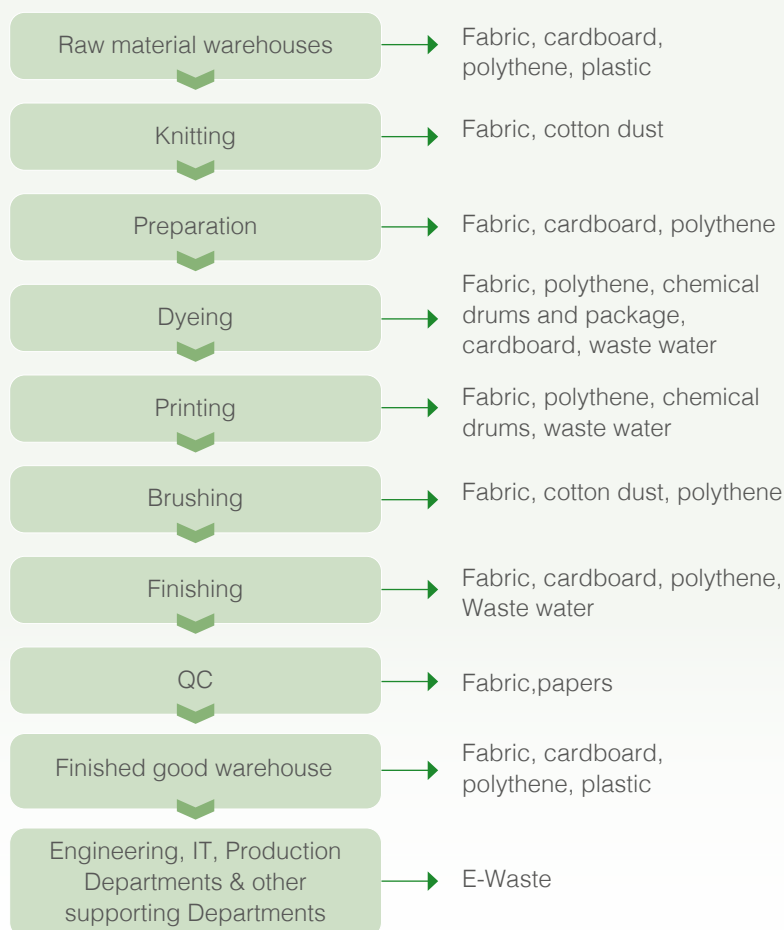 Raw material warehouses
Fabric, cardboard,
polythene, plastic
Knitting
Fabric, cotton dust
Preparation
Fabric, cardboard, polythene
Dyeing
Fabric, polythene, chemical
drums and package,
cardboard, waste water
Printing
Fabric, polythene, chemical
drums, waste water
Brushing
Fabric, cotton dust, polythene
Finishing
Fabric, cardboard, polythene,
Waste water
QC
Fabric,papers
Finished good warehouse
Fabric, cardboard,
polythene, plastic
Engineering, IT, Production
Departments & other
supporting Departments
E-Waste